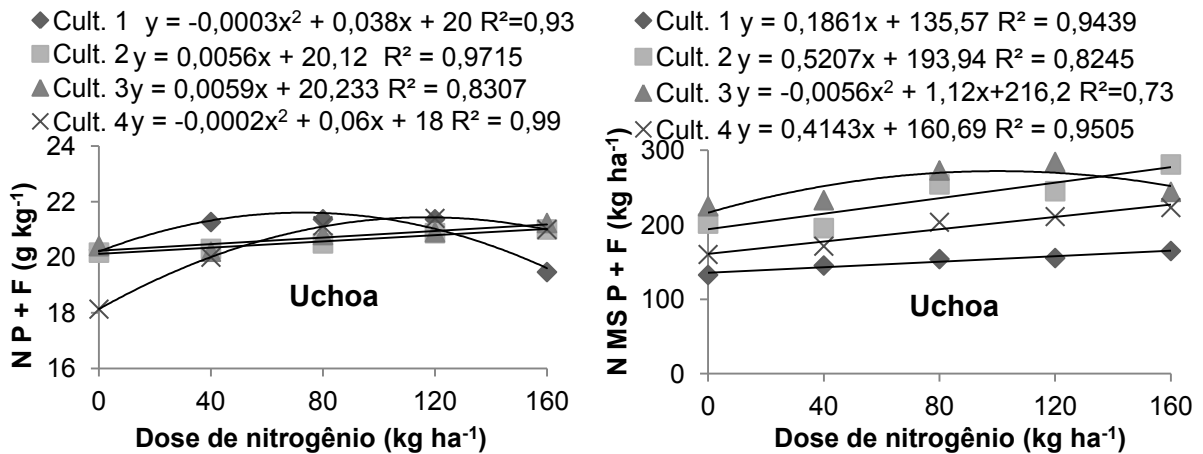 Cult. 1 y = -0,0003x² + 0,038x + 20 R²=0,93
Cult. 2 y = 0,0056x + 20,12 R² = 0,9715
Cult. 3 y = 0,0059x + 20,233 R² = 0,8307
Cult. 4 y = -0,0002x² + 0,06x + 18 R² = 0,99
24
22
20
18
16
N P + F (g kg⁻¹)
Uchoa
0 40 80 120 160
Dose de nitrogênio (kg ha⁻¹)
Cult. 1 y = 0,1861x + 135,57 R² = 0,9439
Cult. 2 y = 0,5207x + 193,94 R² = 0,8245
Cult. 3 y = -0,0056x² + 1,12x+216,2 R²=0,73
Cult. 4 y = 0,4143x + 160,69 R² = 0,9505
300
200
100
0
N MS P + F (kg ha⁻¹)
Uchoa
0 40 80 120 160
Dose de nitrogênio (kg ha⁻¹)